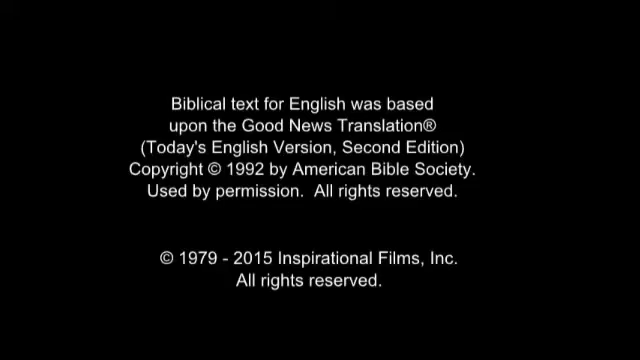 Biblical text for English was based
upon the Good News Translation®
(Today's English Version, Second Edition)
Copyright © 1992 by American Bible Society.
Used by permission.  All rights reserved.
© 1979 - 2015 Inspirational Films, Inc.
All rights reserved.